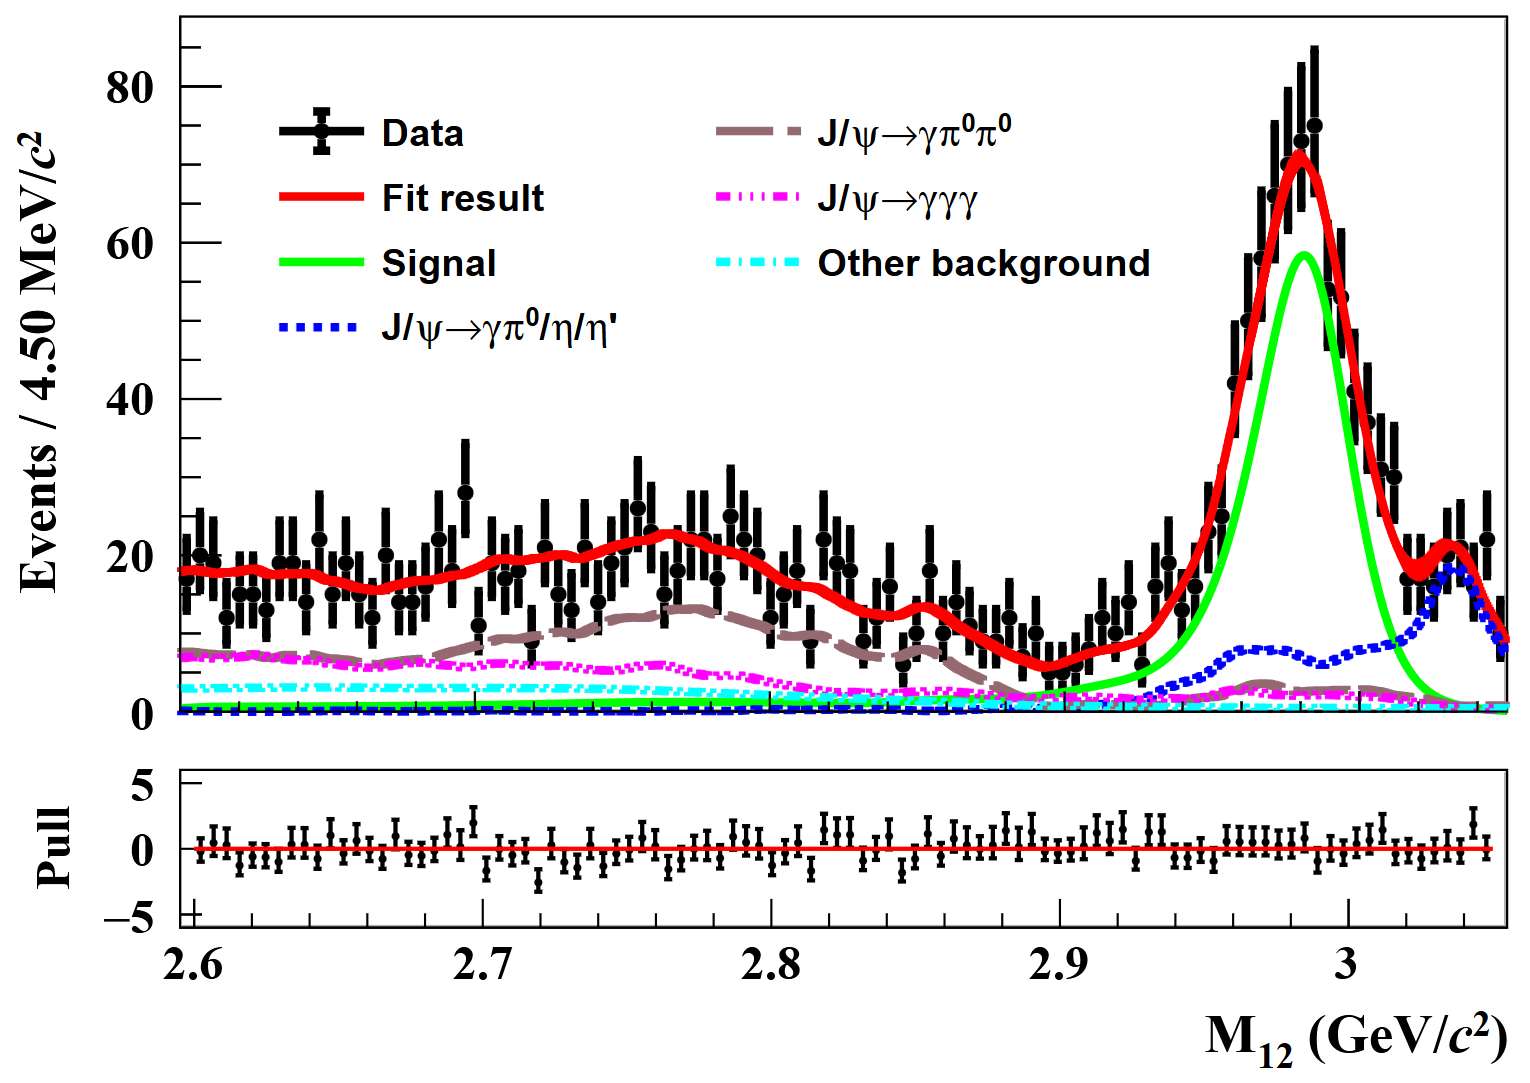 Events / 4.50 MeV/c²
80
60
40
20
0
Data
Fit result
Signal
J/ψ→γπ⁰/η/η'
J/ψ→γπ⁰π⁰
J/ψ→γγγ
Other background
Pull
5
0
−5
2.6 2.7 2.8 2.9 3
M₁₂ (GeV/c²)